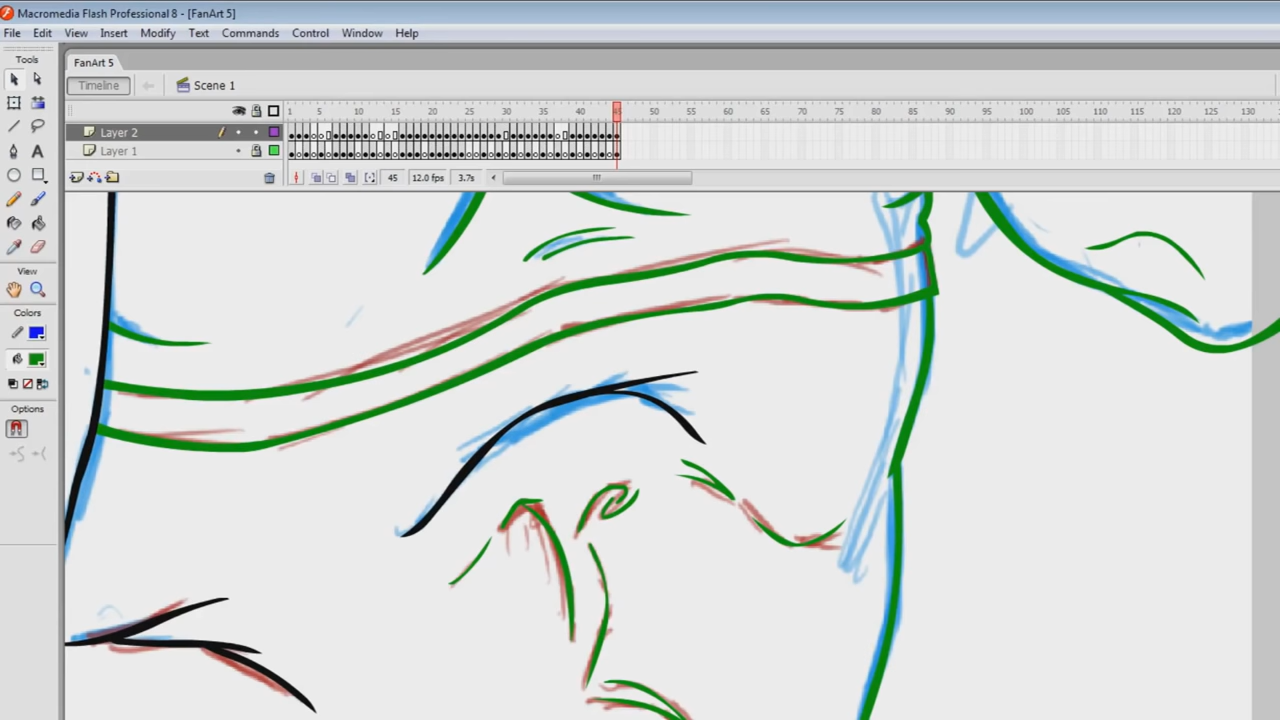 Macromedia Flash Professional 8 - [FanArt 5]
File Edit View Insert Modify Text Commands Control Window Help
Tools
FanArt 5
Timeline
Scene 1
1 5 10 15 20 25 30 35 40 45 50 55 60 65 70 75 80 85 90 95 100 105 110 115 120 125 130
Layer 2
Layer 1
45 12.0 fps 3.7s
View
Colors
Options